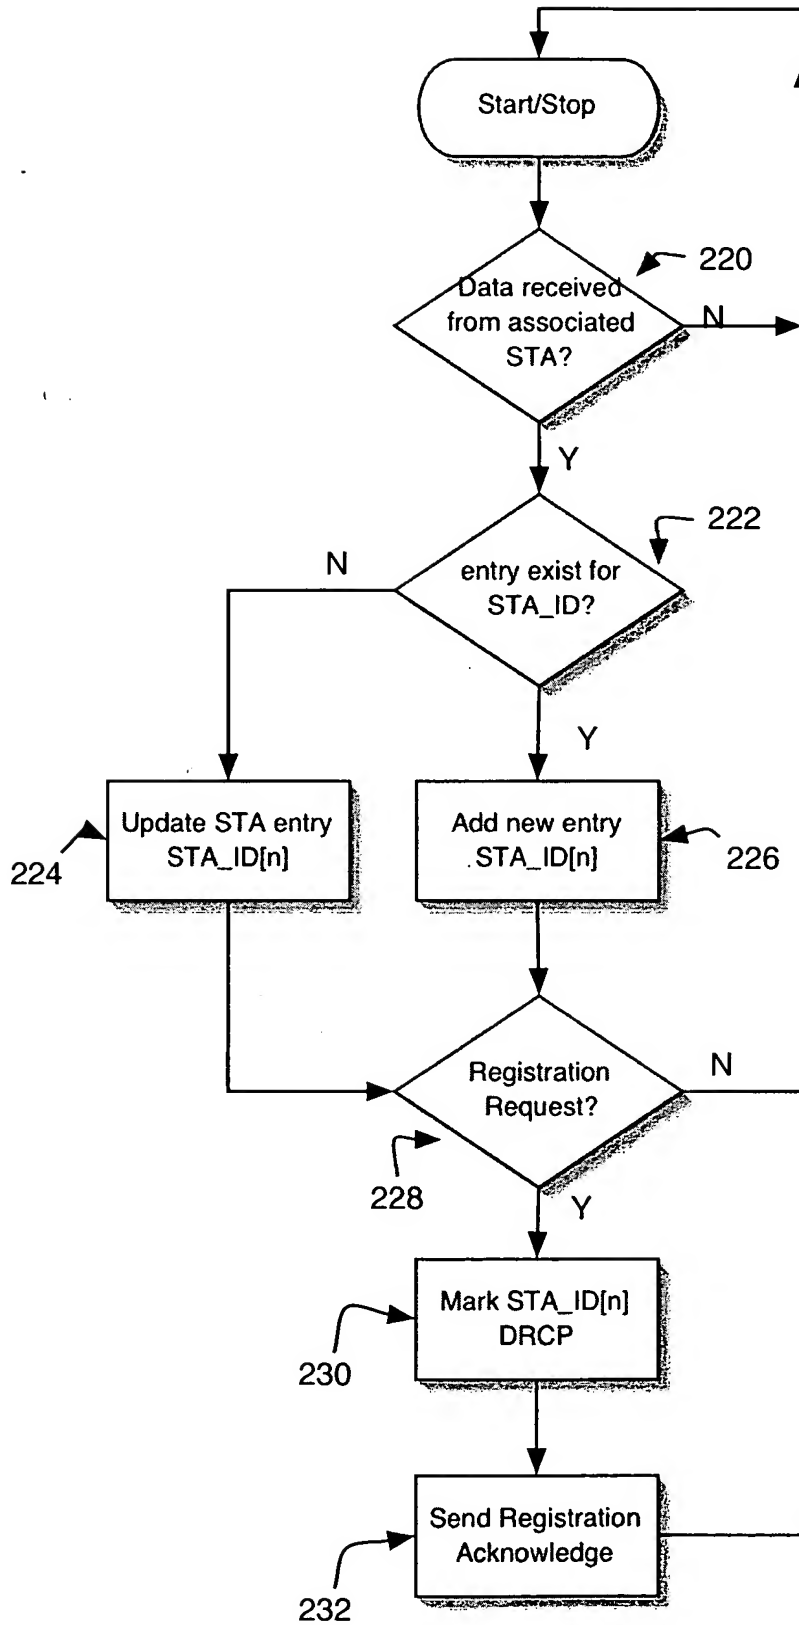 Start/Stop
220
Data received
from associated
STA?
N
Y
222
entry exist for
STA_ID?
N
Y
Update STA entry
STA_ID[n]
224
Add new entry
STA_ID[n]
226
Registration
Request?
N
228
Y
Mark STA_ID[n]
DRCP
230
Send Registration
Acknowledge
232